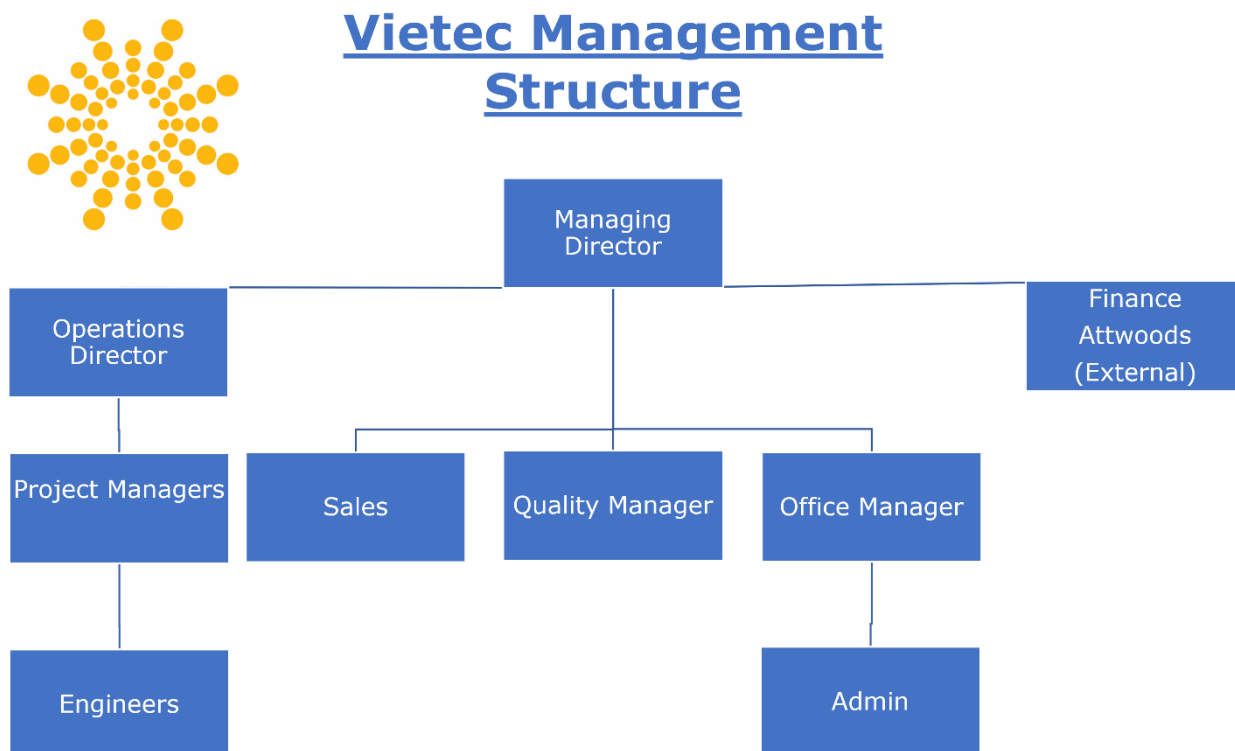 Vietec Management
Structure
Managing
Director
Operations
Director
Finance
Attwoods
(External)
Project Managers
Sales
Quality Manager
Office Manager
Engineers
Admin